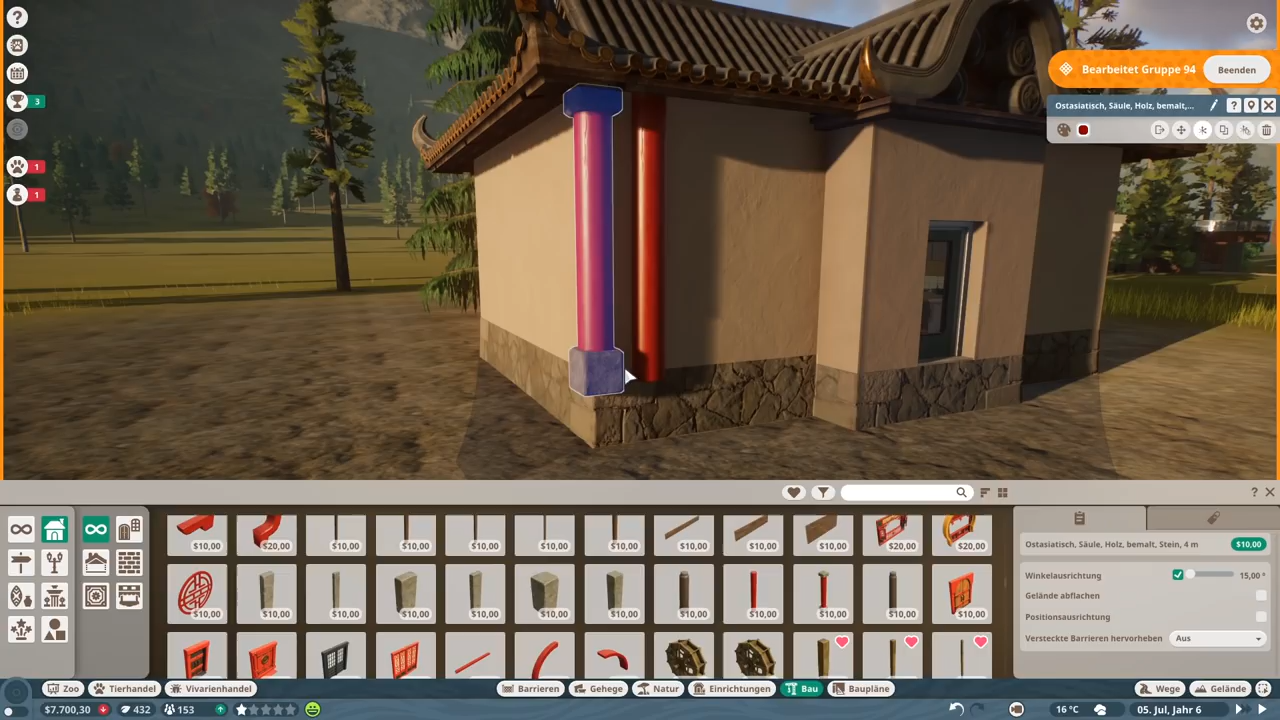 ?
3
1
1
Bearbeitet Gruppe 94
Beenden
Ostasiatisch, Säule, Holz, bemalt,...
?
?
$10,00 $20,00 $10,00 $10,00 $10,00 $10,00 $10,00 $10,00 $10,00 $10,00 $20,00 $20,00
$10,00 $10,00 $10,00 $10,00 $10,00 $10,00 $10,00 $10,00 $10,00 $10,00 $10,00 $10,00
Ostasiatisch, Säule, Holz, bemalt, Stein, 4 m $10,00
Winkelausrichtung 15,00°
Gelände abflachen
Positionsausrichtung
Versteckte Barrieren hervorheben Aus
Zoo Tierhandel Vivarienhandel Barrieren Gehege Natur Einrichtungen Bau Baupläne Wege Gelände
$7.700,30 432 153 16 °C 05. Jul, Jahr 6